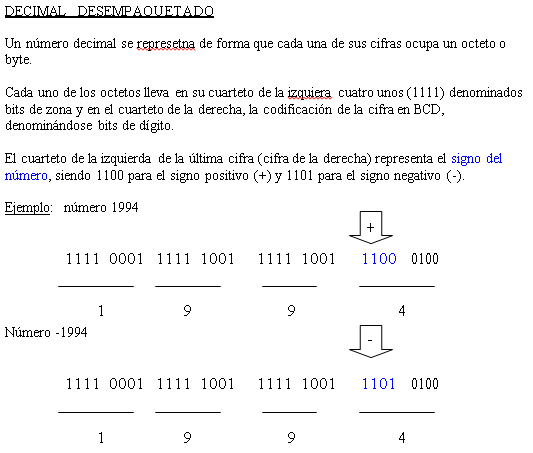 DECIMAL DESEMPAQUETADO
Un número decimal se represetna de forma que cada una de sus cifras ocupa un octeto o
byte.
Cada uno de los octetos lleva en su cuarteto de la izquiera cuatro unos (1111) denominados
bits de zona y en el cuarteto de la derecha, la codificación de la cifra en BCD,
denominándose bits de dígito.
El cuarteto de la izquierda de la última cifra (cifra de la derecha) representa el signo del
número, siendo 1100 para el signo positivo (+) y 1101 para el signo negativo (-).
Ejemplo: número 1994
+
1111 0001 1111 1001 1111 1001 1100 0100
1 9 9 4
Número -1994
-
1111 0001 1111 1001 1111 1001 1101 0100
1 9 9 4